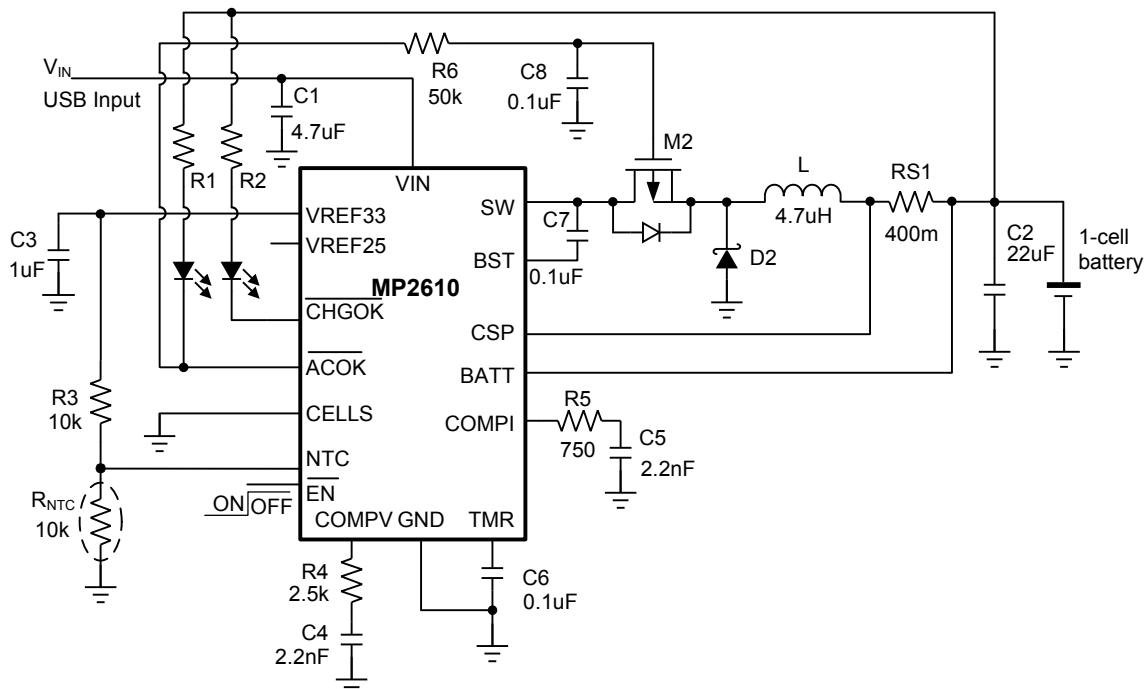 VIN
USB Input
R6
50k
C8
0.1uF
C1
4.7uF
M2
R1
R2
L
4.7uH
RS1
400m
VIN
VREF33
VREF25
MP2610
CHGOK
ACOK
CELLS
NTC
EN
COMPV
GND
TMR
SW
BST
CSP
BATT
COMPI
C7
0.1uF
D2
C2
22uF
1-cell
battery
C3
1uF
R3
10k
RNTC
10k
ON OFF
R5
750
C5
2.2nF
R4
2.5k
C4
2.2nF
C6
0.1uF